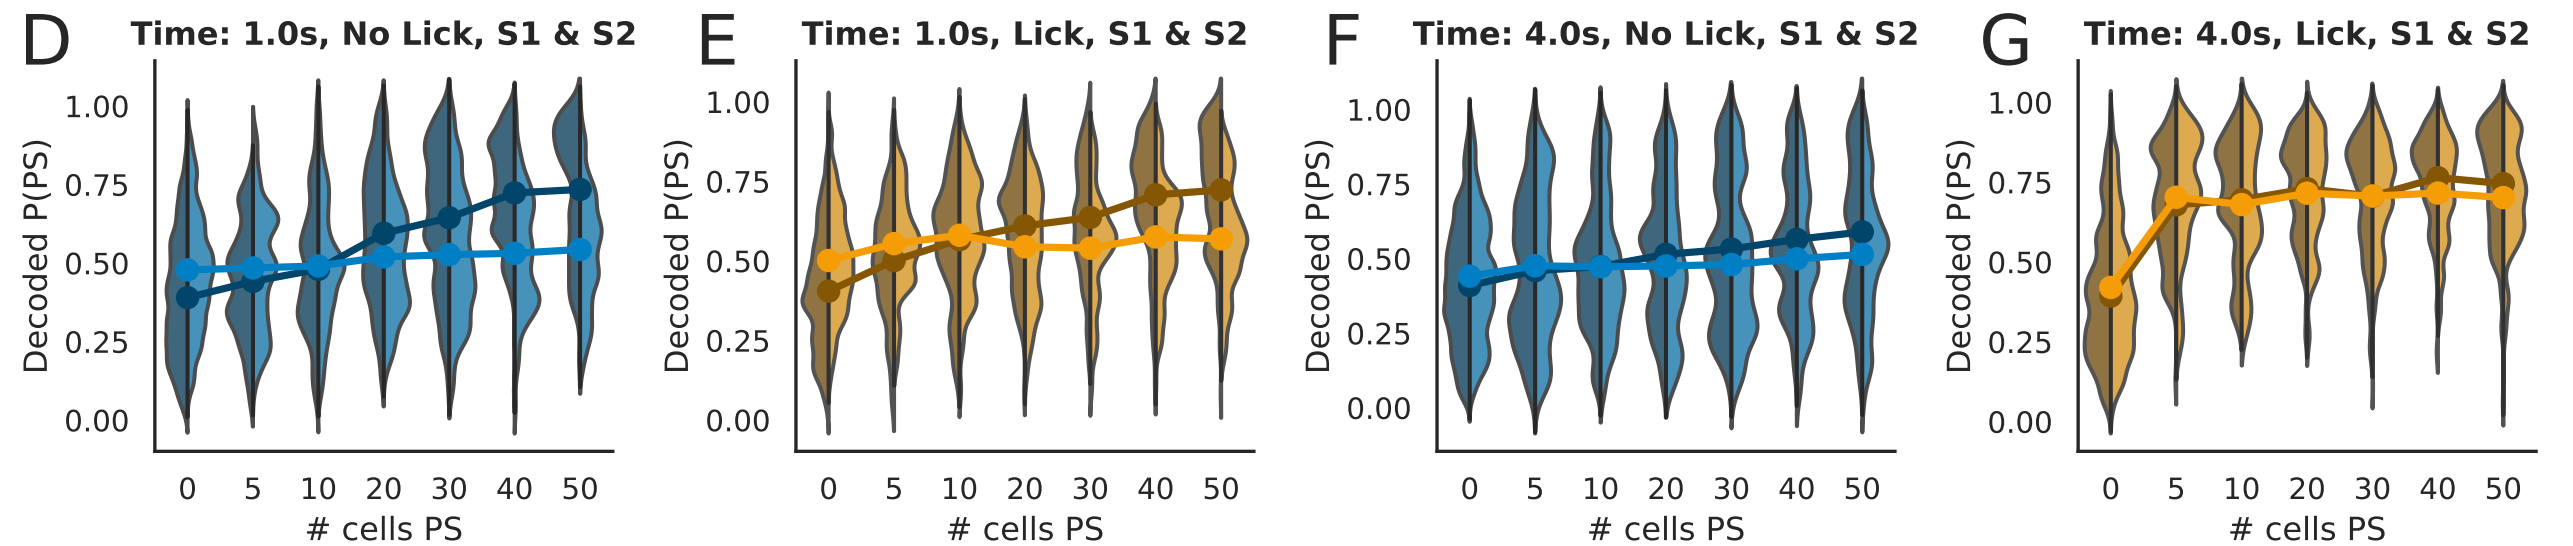 D Time: 1.0s, No Lick, S1 & S2
Decoded P(PS)
1.00
0.75
0.50
0.25
0.00
0 5 10 20 30 40 50
# cells PS
E Time: 1.0s, Lick, S1 & S2
Decoded P(PS)
1.00
0.75
0.50
0.25
0.00
0 5 10 20 30 40 50
# cells PS
F Time: 4.0s, No Lick, S1 & S2
Decoded P(PS)
1.00
0.75
0.50
0.25
0.00
0 5 10 20 30 40 50
# cells PS
G Time: 4.0s, Lick, S1 & S2
Decoded P(PS)
1.00
0.75
0.50
0.25
0.00
0 5 10 20 30 40 50
# cells PS